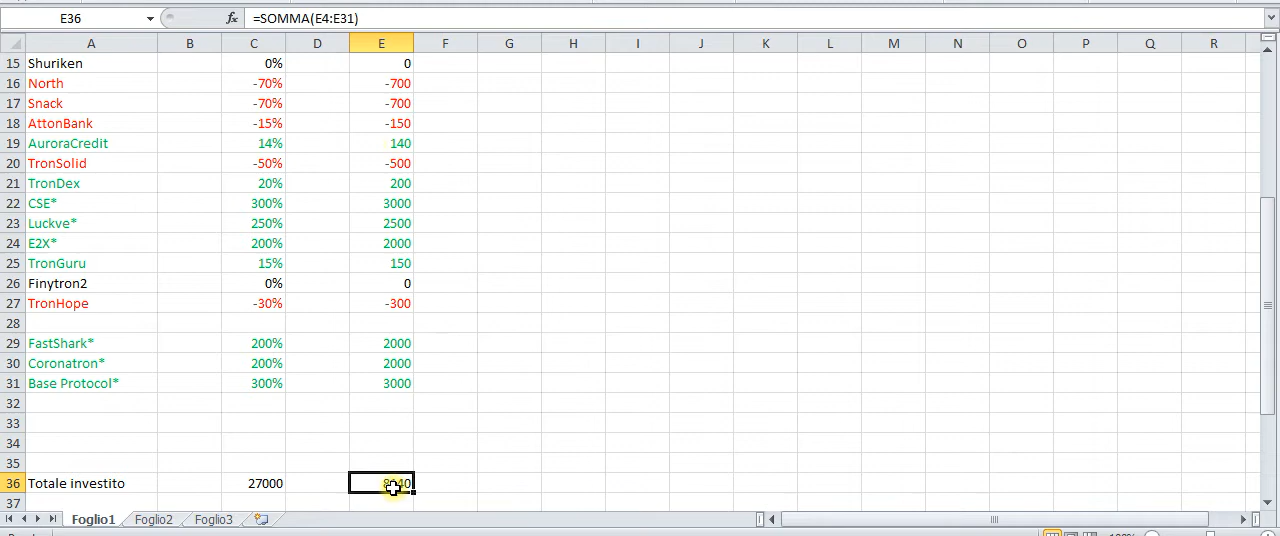 E36 fx =SOMMA(E4:E31)
A B C D E F G H I J K L M N O P Q R
15 Shuriken 0% 0
16 North -70% -700
17 Snack -70% -700
18 AttonBank -15% -150
19 AuroraCredit 14% 140
20 TronSolid -50% -500
21 TronDex 20% 200
22 CSE* 300% 3000
23 Luckve* 250% 2500
24 E2X* 200% 2000
25 TronGuru 15% 150
26 Finytron2 0% 0
27 TronHope -30% -300
28
29 FastShark* 200% 2000
30 Coronatron* 200% 2000
31 Base Protocol* 300% 3000
32
33
34
35
36 Totale investito 27000
37
Foglio1 Foglio2 Foglio3